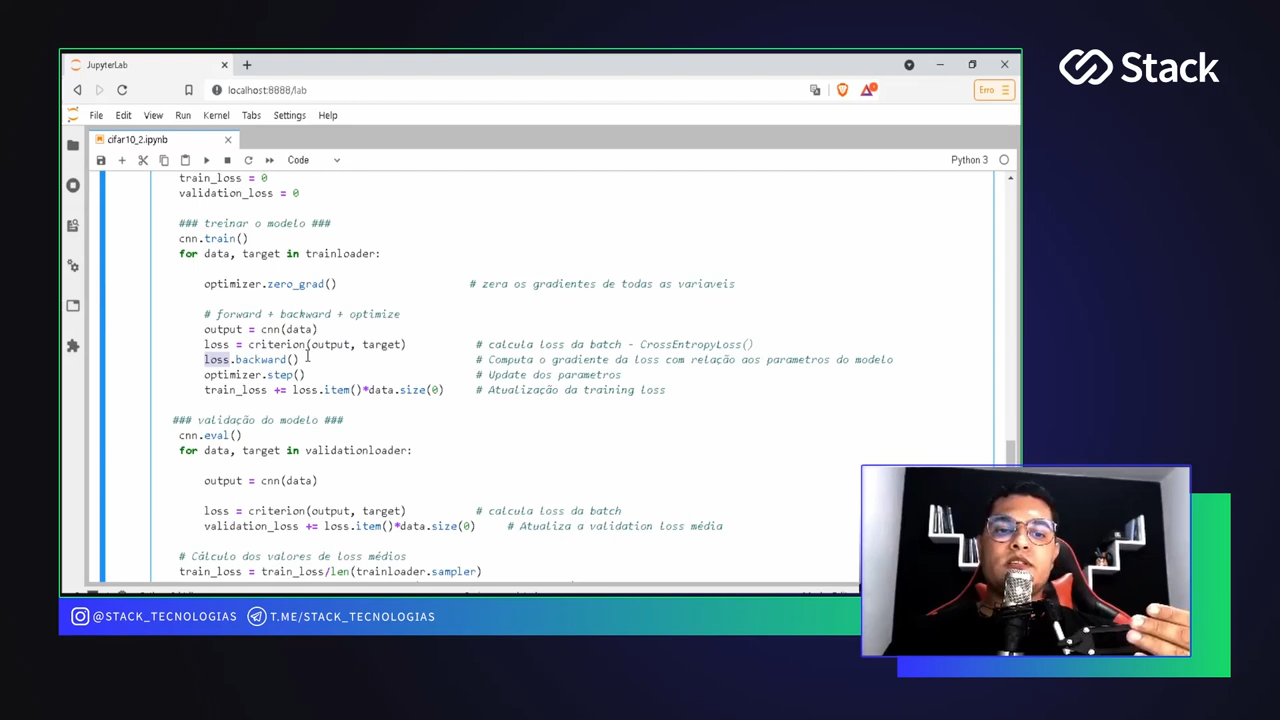 Stack
JupyterLab
localhost:8888/lab
Erro
File Edit View Run Kernel Tabs Settings Help
cifar10_2.ipynb
Code
Python 3
train_loss = 0
validation_loss = 0
### treinar o modelo ###
cnn.train()
for data, target in trainloader:
optimizer.zero_grad() # zera os gradientes de todas as variaveis
# forward + backward + optimize
output = cnn(data)
loss = criterion(output, target) # calcula loss da batch - CrossEntropyLoss()
loss.backward() # Computa o gradiente da loss com relação aos parametros do modelo
optimizer.step() # Update dos parametros
train_loss += loss.item()*data.size(0) # Atualização da training loss
### validação do modelo ###
cnn.eval()
for data, target in validationloader:
output = cnn(data)
loss = criterion(output, target) # calcula loss da batch
validation_loss += loss.item()*data.size(0) # Atualiza a validation loss média
# Cálculo dos valores de loss médios
train_loss = train_loss/len(trainloader.sampler)
@STACK_TECNOLOGIAS T.ME/STACK_TECNOLOGIAS